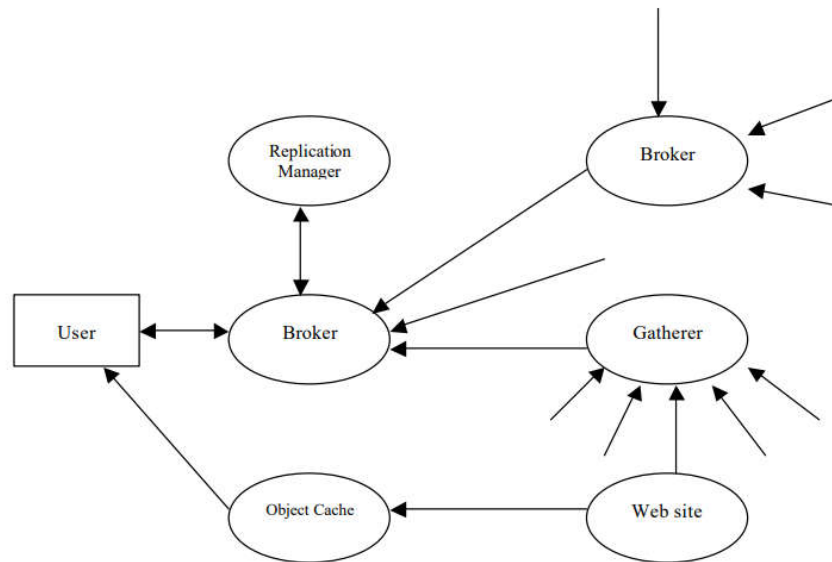 Replication
Manager
Broker
User
Broker
Gatherer
Object Cache
Web site